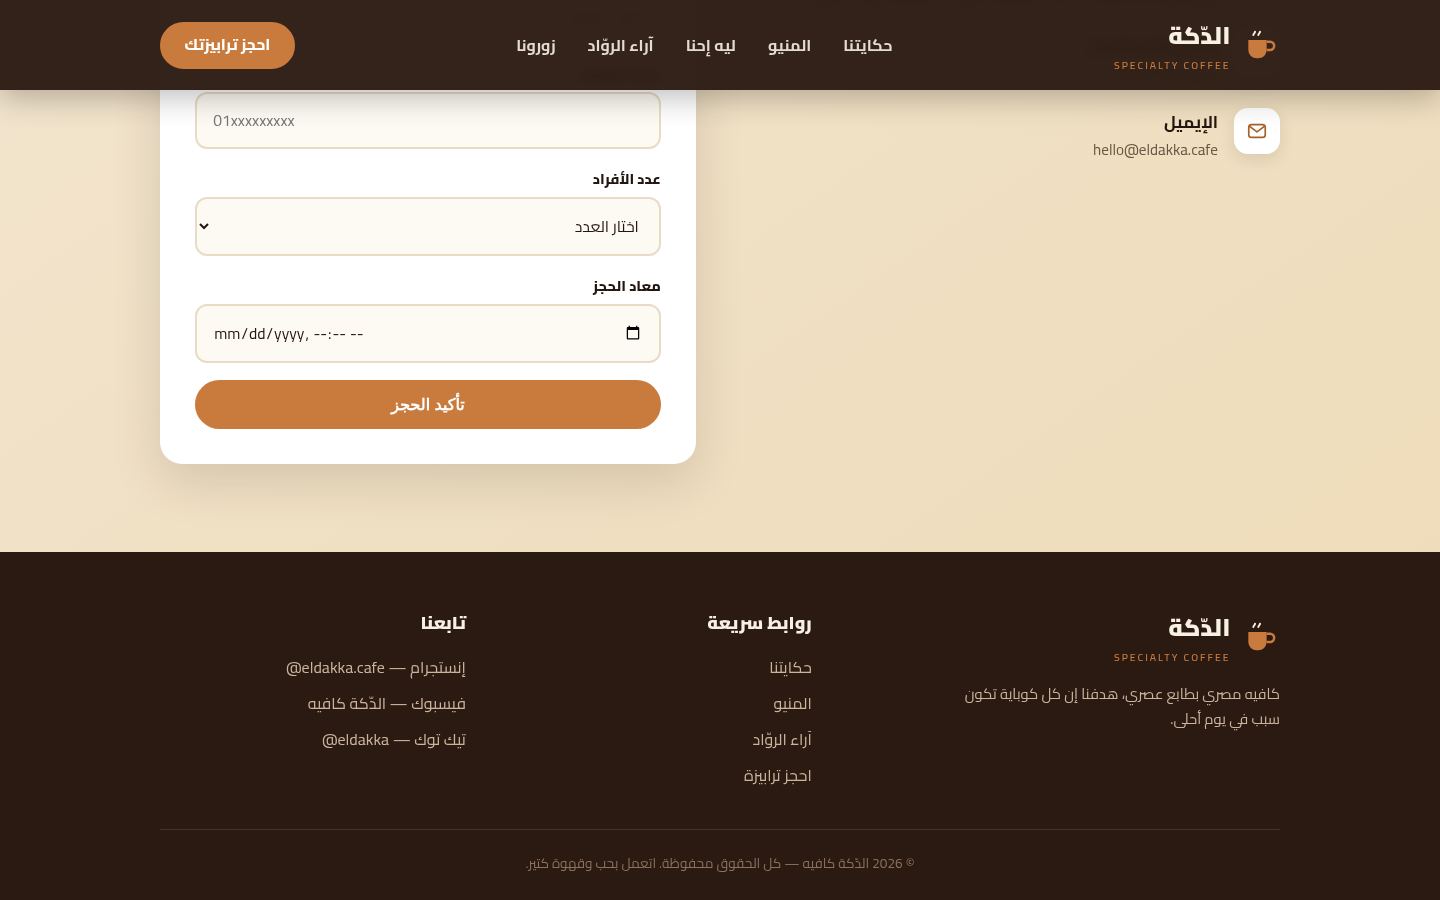 الدّكة
SPECIALTY COFFEE
حكايتنا
المنيو
ليه إحنا
آراء الروّاد
زورونا
احجز ترابيزتك
الإيميل
hello@eldakka.cafe
01xxxxxxxxx
عدد الأفراد
اختار العدد
معاد الحجز
mm/dd/yyyy, --:-- --
تأكيد الحجز
الدّكة
SPECIALTY COFFEE
كافيه مصري بطابع عصري، هدفنا إن كل كوباية تكون
سبب في يوم أحلى.
روابط سريعة
حكايتنا
المنيو
آراء الروّاد
احجز ترابيزة
تابعنا
إنستجرام — eldakka.cafe@
فيسبوك — الدّكة كافيه
تيك توك — eldakka@
© 2026 الدّكة كافيه — كل الحقوق محفوظة. اتعمل بحب وقهوة كتير.